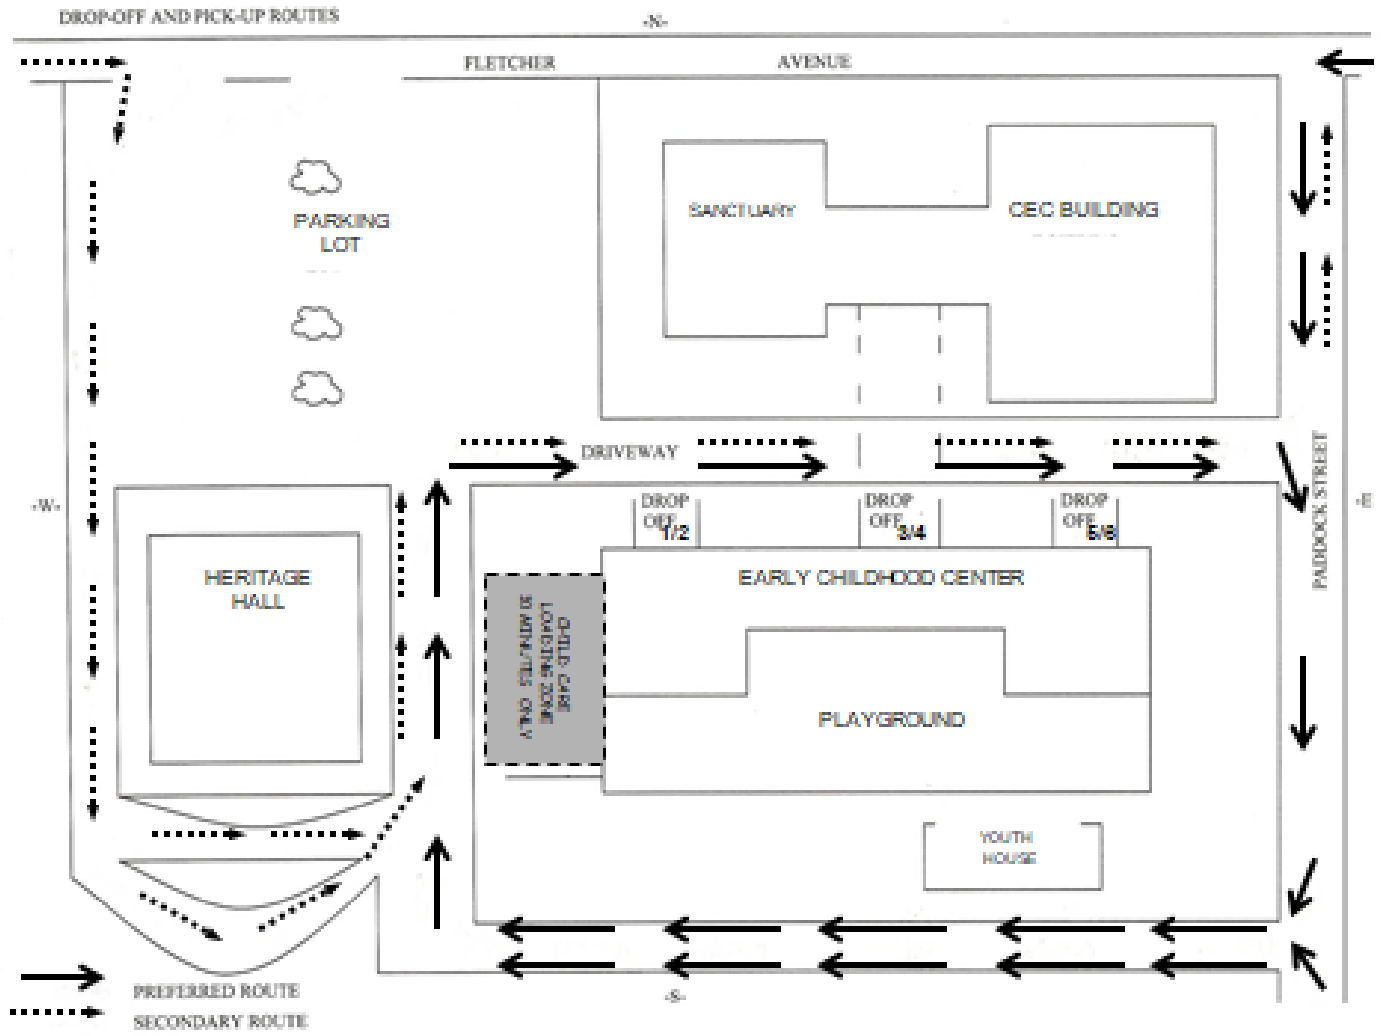 DROP-OFF AND PICK-UP ROUTES
-N-
FLETCHER AVENUE
PARKING
LOT
SANCTUARY
CEC BUILDING
DRIVEWAY
PADDOCK STREET
-W-
-E
DROP
OFF 1/2
DROP
OFF 3/4
DROP
OFF 5/6
HERITAGE
HALL
EARLY CHILDHOOD CENTER
CHILD CARE
LOADING ZONE
MINUTES ONLY
PLAYGROUND
YOUTH
HOUSE
-S-
PREFERRED ROUTE
SECONDARY ROUTE